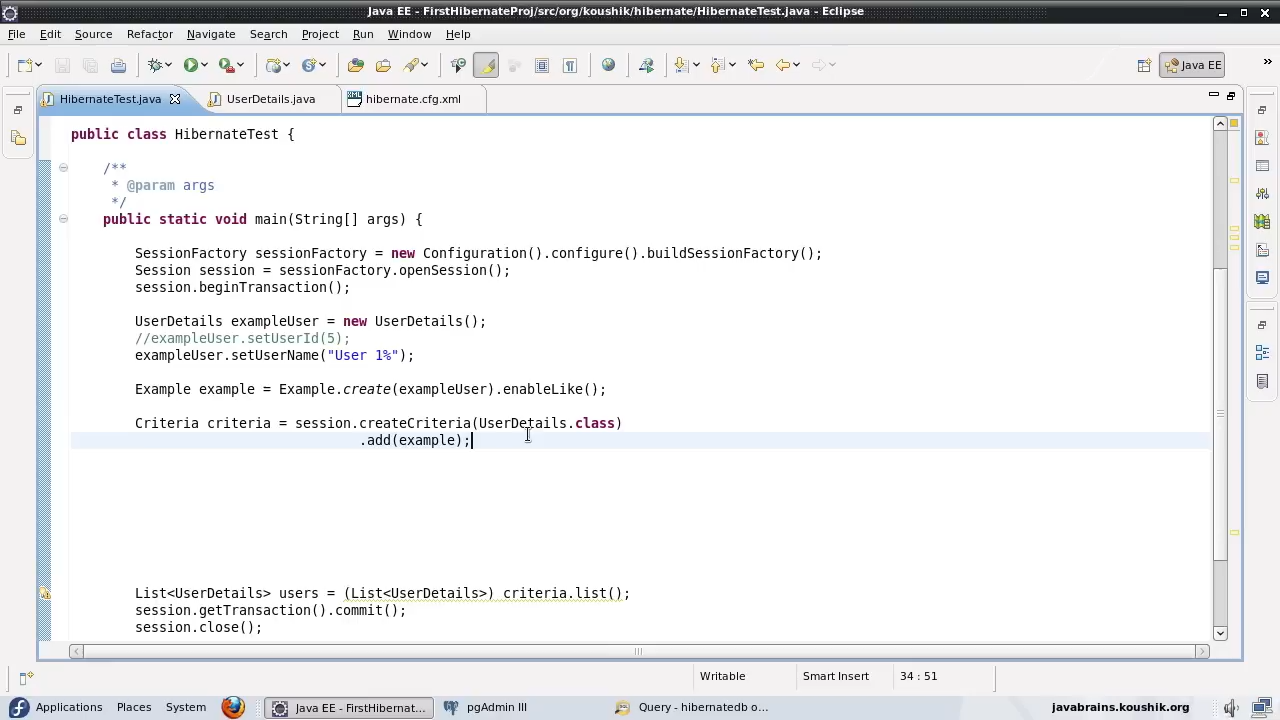 Java EE - FirstHibernateProj/src/org/koushik/hibernate/HibernateTest.java - Eclipse
File Edit Source Refactor Navigate Search Project Run Window Help
Java EE
HibernateTest.java UserDetails.java hibernate.cfg.xml
public class HibernateTest {
/**
* @param args
*/
public static void main(String[] args) {
SessionFactory sessionFactory = new Configuration().configure().buildSessionFactory();
Session session = sessionFactory.openSession();
session.beginTransaction();
UserDetails exampleUser = new UserDetails();
//exampleUser.setUserId(5);
exampleUser.setUserName("User 1%");
Example example = Example.create(exampleUser).enableLike();
Criteria criteria = session.createCriteria(UserDetails.class)
.add(example);
List<UserDetails> users = (List<UserDetails>) criteria.list();
session.getTransaction().commit();
session.close();
Writable Smart Insert 34 : 51
Applications Places System Java EE - FirstHibernat... pgAdmin III Query - hibernatedb o... javabrains.koushik.org